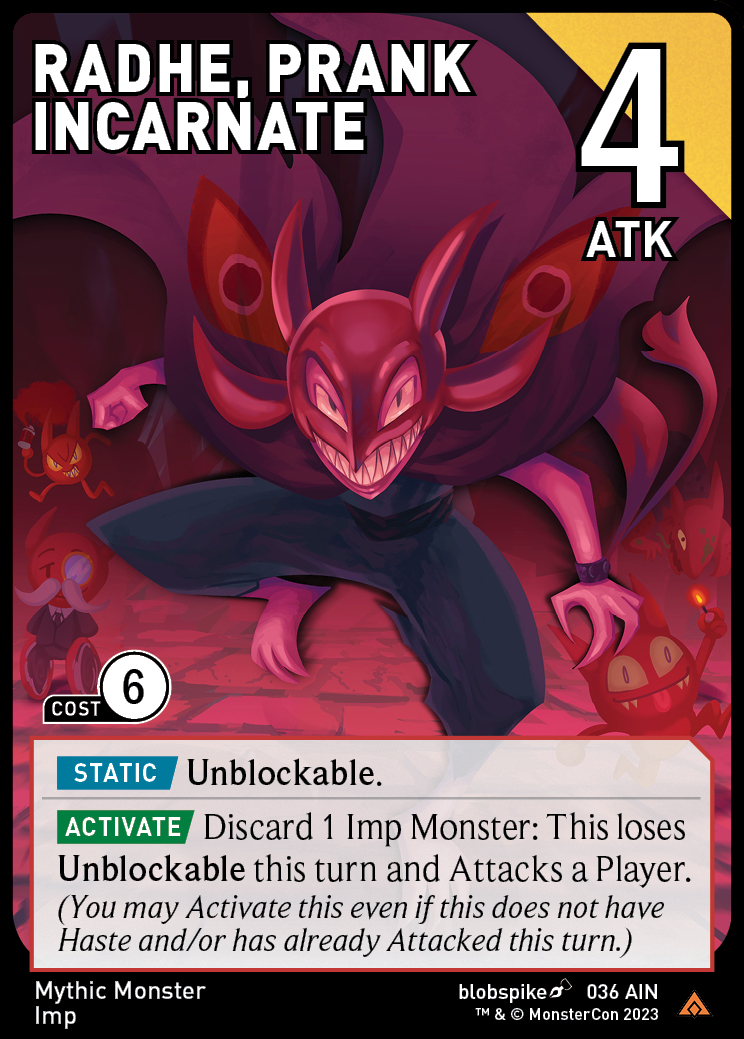 RADHE, PRANK
INCARNATE
4
ATK
COST 6
STATIC Unblockable.
ACTIVATE Discard 1 Imp Monster: This loses
Unblockable this turn and Attacks a Player.
(You may Activate this even if this does not have
Haste and/or has already Attacked this turn.)
Mythic Monster
Imp
blobspike 036 AIN
™ & © MonsterCon 2023